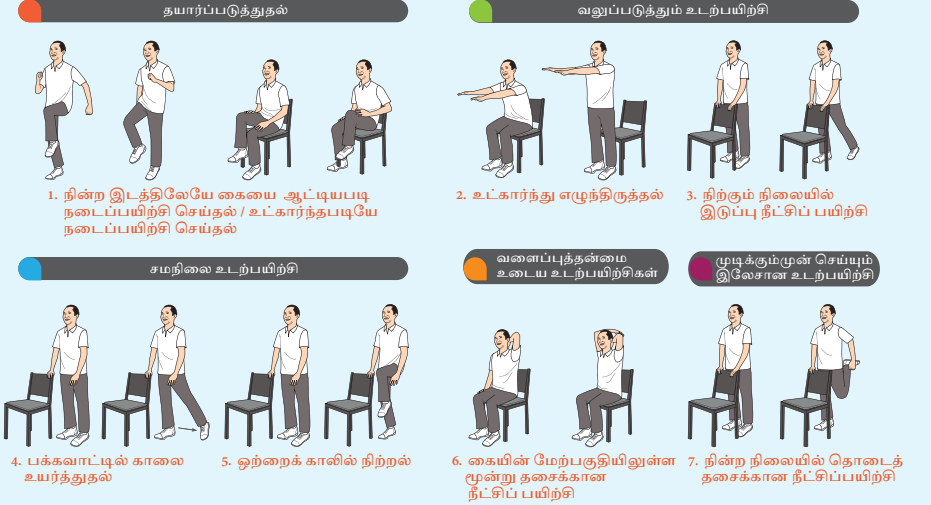 தயார்ப்படுத்துதல்
வலுப்படுத்தும் உடற்பயிற்சி
1. நின்ற இடத்திலேயே கையை ஆட்டியபடி
நடைப்பயிற்சி செய்தல் / உட்கார்ந்தபடியே
நடைப்பயிற்சி செய்தல்
2. உட்கார்ந்து எழுந்திருத்தல்
3. நிற்கும் நிலையில்
இடுப்பு நீட்சிப் பயிற்சி
சமநிலை உடற்பயிற்சி
வளைப்புத்தன்மை
உடைய உடற்பயிற்சிகள்
முடிக்கும்முன் செய்யும்
இலேசான உடற்பயிற்சி
4. பக்கவாட்டில் காலை
உயர்த்துதல்
5. ஒற்றைக் காலில் நிற்றல்
6. கையின் மேற்பகுதியிலுள்ள
மூன்று தசைக்கான
நீட்சிப் பயிற்சி
7. நின்ற நிலையில் தொடைத்
தசைக்கான நீட்சிப்பயிற்சி